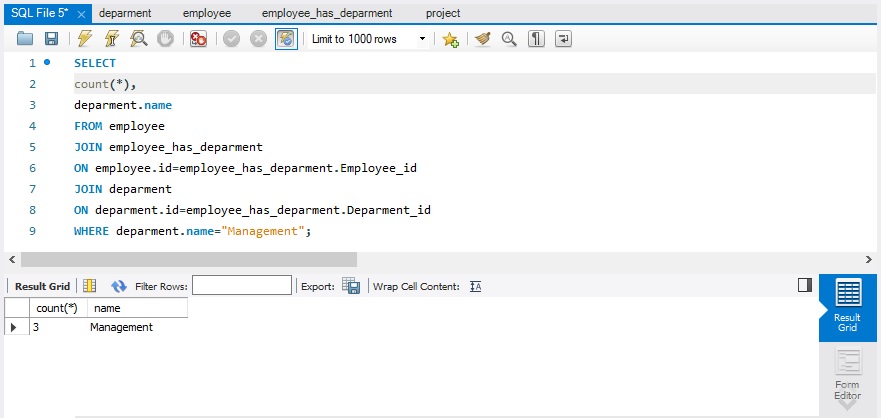 SQL File 5* × deparment employee employee_has_deparment project
Limit to 1000 rows
1 SELECT
2 count(*),
3 deparment.name
4 FROM employee
5 JOIN employee_has_deparment
6 ON employee.id=employee_has_deparment.Employee_id
7 JOIN deparment
8 ON deparment.id=employee_has_deparment.Deparment_id
9 WHERE deparment.name="Management";
Result Grid Filter Rows: Export: Wrap Cell Content: IA
count(*) name
3 Management
Result
Grid
Form
Editor